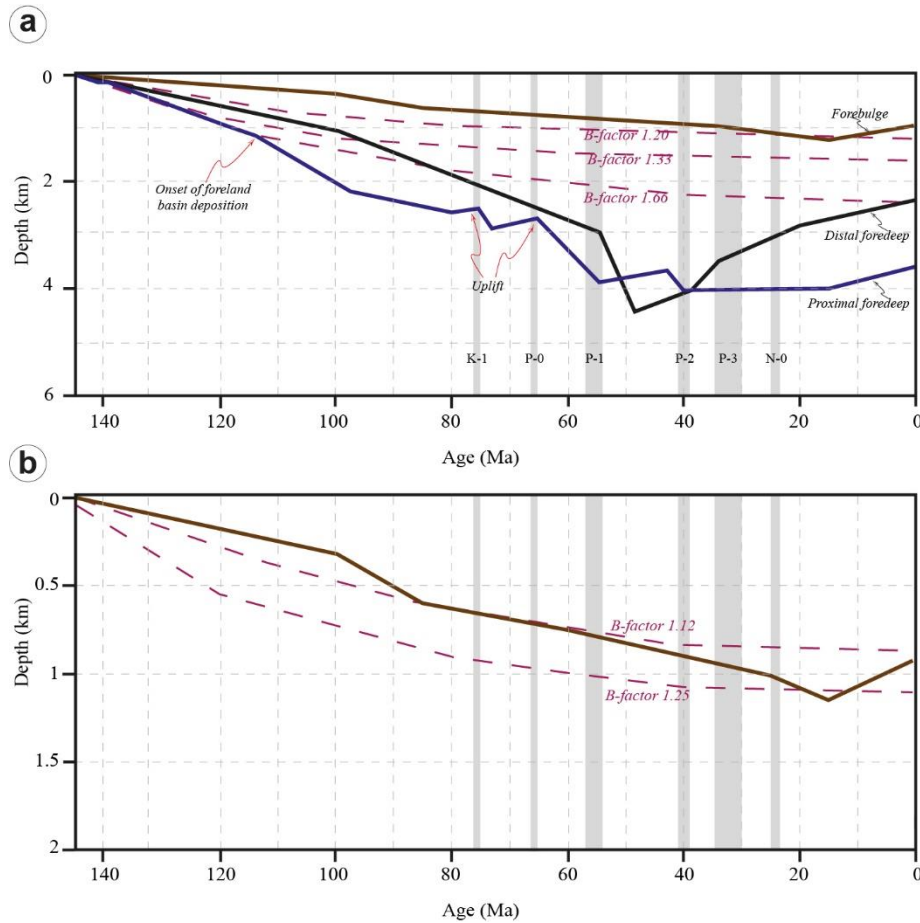 a
0
2
4
6
Depth (km)
Forebulge
B-factor 1.20
B-factor 1.33
B-factor 1.66
Onset of foreland
basin deposition
Uplift
Distal foredeep
Proximal foredeep
K-1
P-0
P-1
P-2
P-3
N-0
140
120
100
80
60
40
20
0
Age (Ma)
b
0
0.5
1
1.5
2
Depth (km)
B-factor 1.12
B-factor 1.25
140
120
100
80
60
40
20
0
Age (Ma)